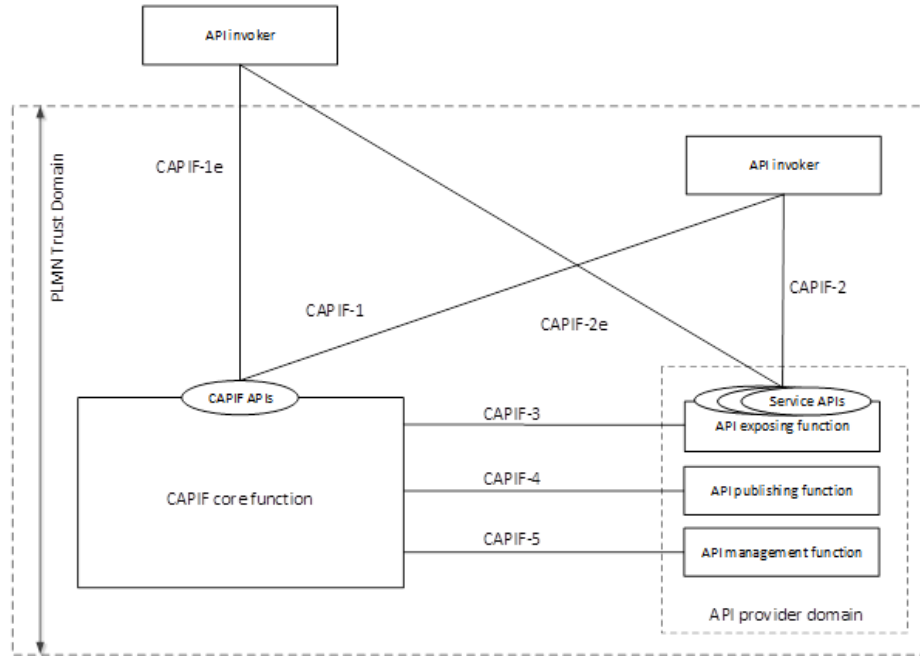 API invoker
CAPIF-1e
API invoker
PLMN Trust Domain
CAPIF-1
CAPIF-2e
CAPIF-2
CAPIF APIs
Service APIs
CAPIF-3
API exposing function
CAPIF core function
CAPIF-4
API publishing function
CAPIF-5
API management function
API provider domain